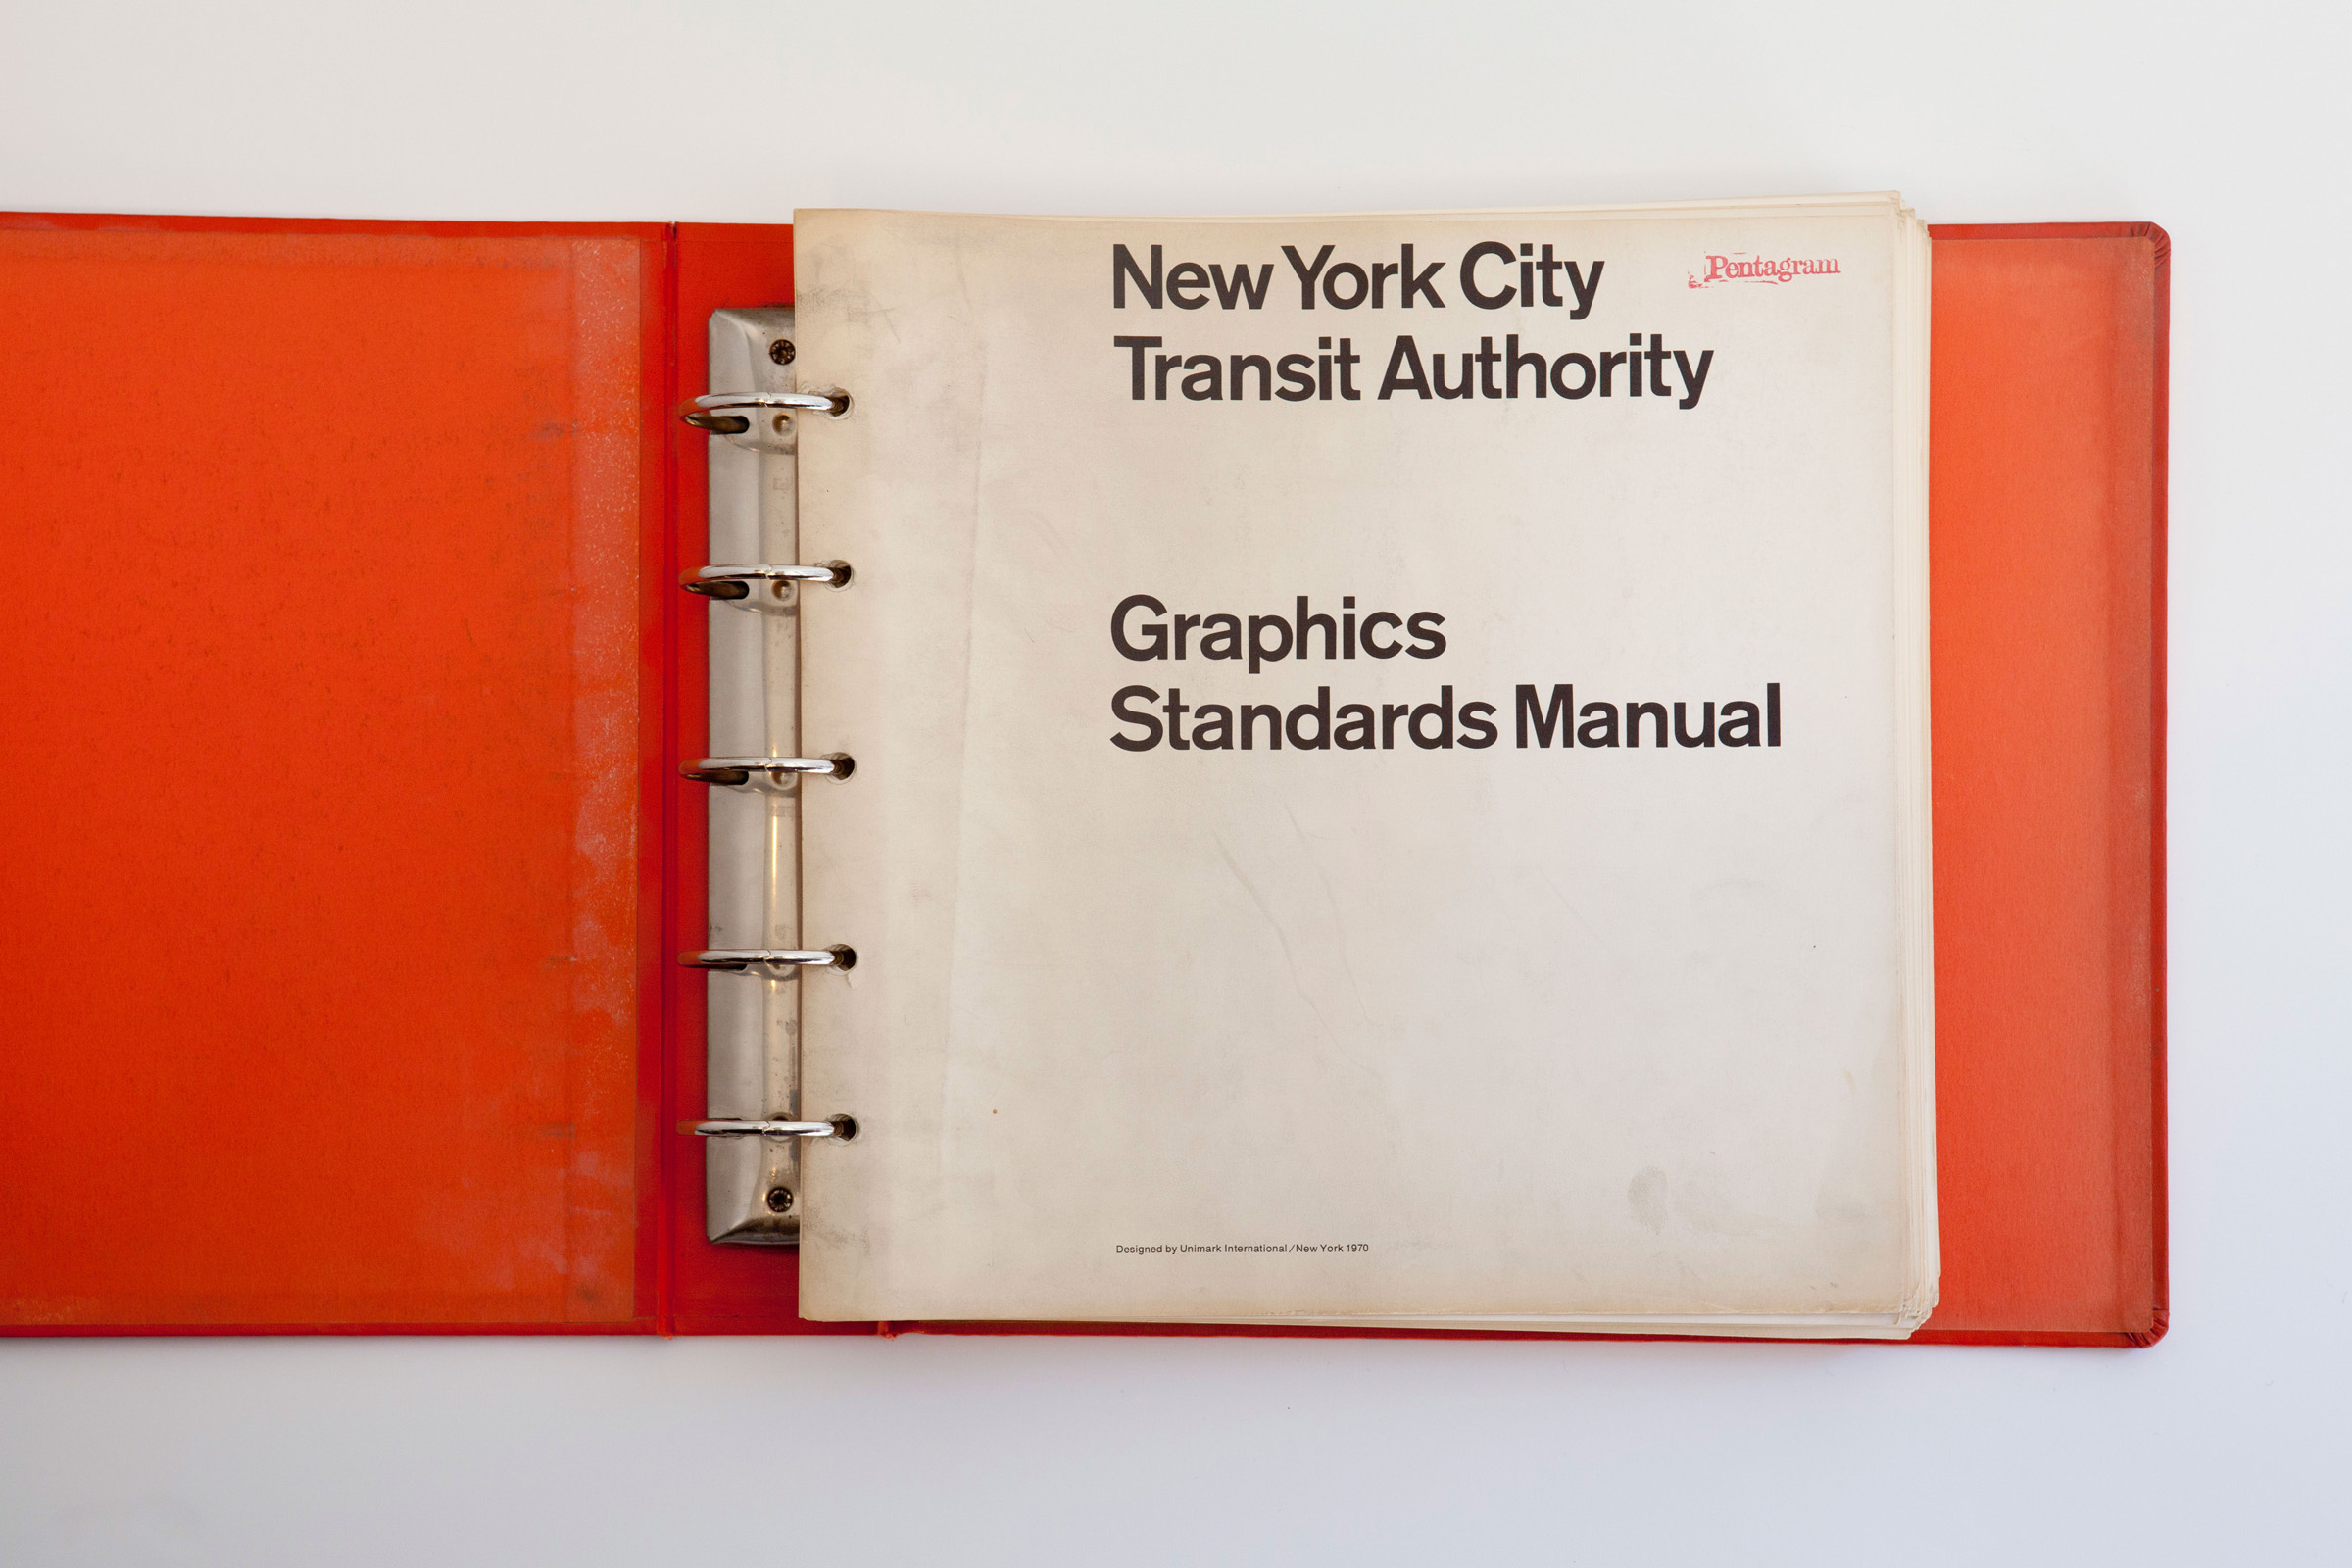 New York City
Transit Authority
Pentagram
Graphics
Standards Manual
Designed by Unimark International/New York 1970